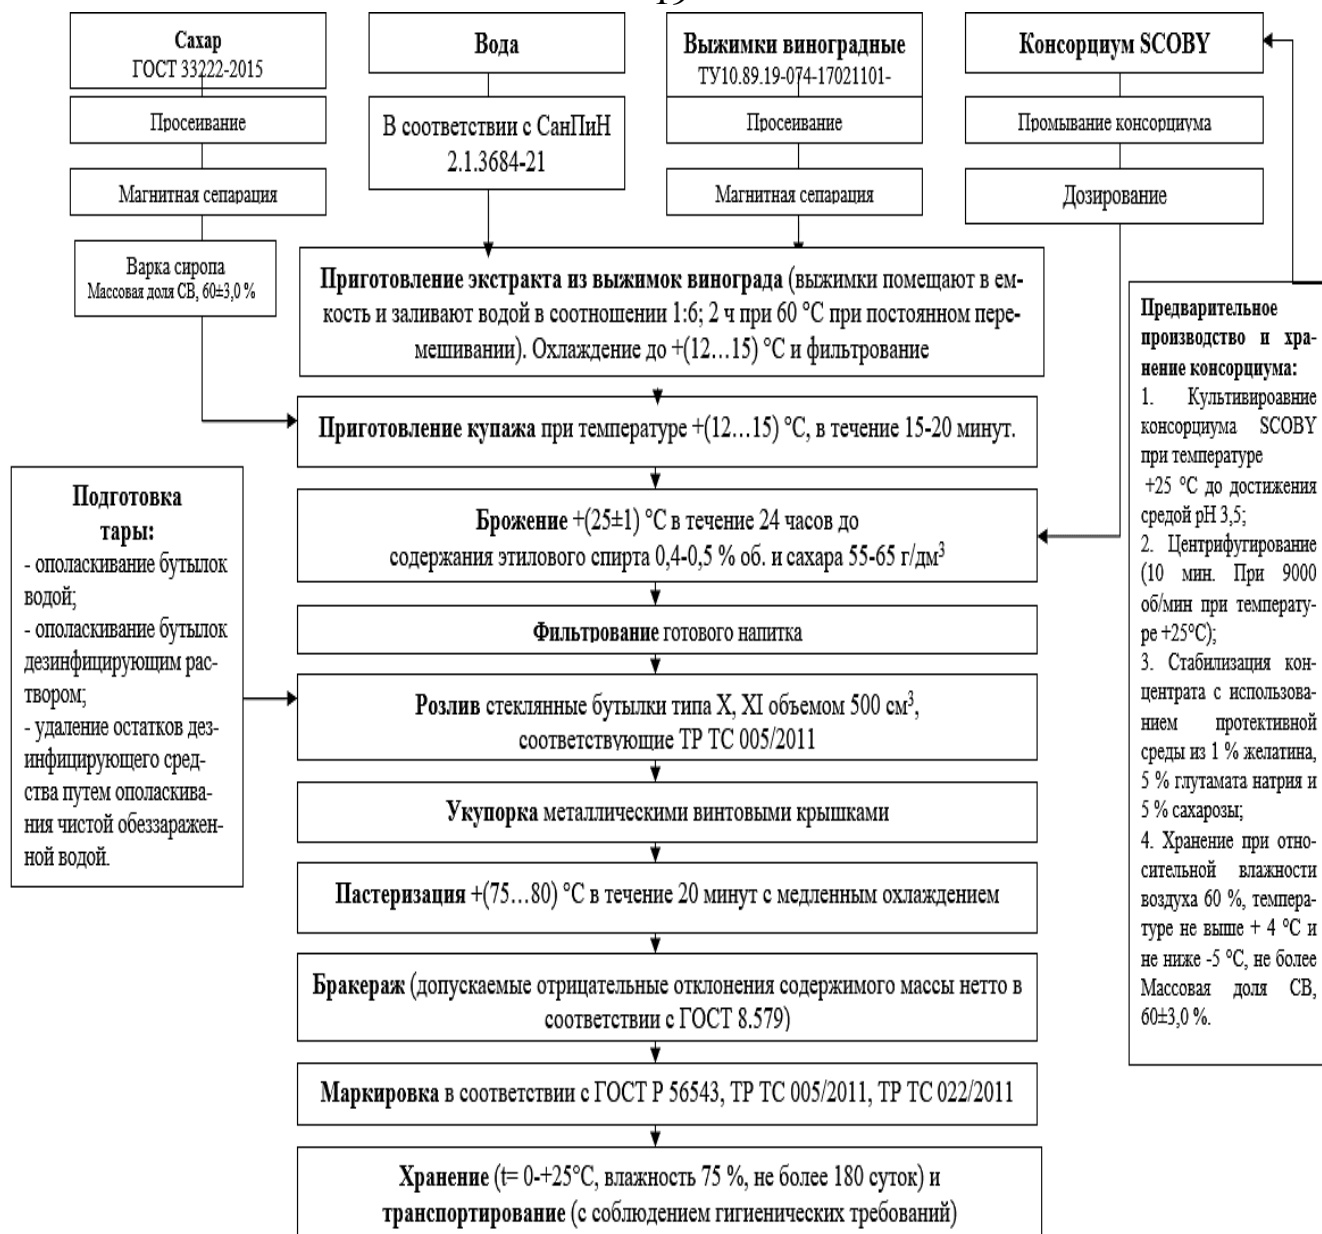 19
Сахар
ГОСТ 33222-2015
Просеивание
Магнитная сепарация
Варка сиропа
Массовая доля СВ, 60±3,0 %
Вода
В соответствии с СанПиН
2.1.3684-21
Выжимки виноградные
ТУ10.89.19-074-17021101-
Просеивание
Магнитная сепарация
Консорциум SCOBY
Промывание консорциума
Дозирование
Приготовление экстракта из выжимок винограда (выжимки помещают в ем-
кость и заливают водой в соотношении 1:6; 2 ч при 60 °С при постоянном пере-
мешивании). Охлаждение до +(12…15) °С и фильтрование
Приготовление купажа при температуре +(12…15) °С, в течение 15-20 минут.
Брожение +(25±1) °С в течение 24 часов до
содержания этилового спирта 0,4-0,5 % об. и сахара 55-65 г/дм³
Фильтрование готового напитка
Розлив стеклянные бутылки типа X, XI объемом 500 см³,
соответствующие ТР ТС 005/2011
Укупорка металлическими винтовыми крышками
Пастеризация +(75…80) °С в течение 20 минут с медленным охлаждением
Бракераж (допускаемые отрицательные отклонения содержимого массы нетто в
соответствии с ГОСТ 8.579)
Маркировка в соответствии с ГОСТ Р 56543, ТР ТС 005/2011, ТР ТС 022/2011
Хранение (t= 0-+25°С, влажность 75 %, не более 180 суток) и
транспортирование (с соблюдением гигиенических требований)
Подготовка
тары:
- ополаскивание бутылок
водой;
- ополаскивание бутылок
дезинфицирующим рас-
твором;
- удаление остатков дез-
инфицирующего сред-
ства путем ополаскива-
ния чистой обеззаражен-
ной водой.
Предварительное
производство и хра-
нение консорциума:
1. Культивироавние
консорциума SCOBY
при температуре
+25 °С до достижения
средой pH 3,5;
2. Центрифугирование
(10 мин. При 9000
об/мин при температу-
ре +25°С);
3. Стабилизация кон-
центрата с использова-
нием протективной
среды из 1 % желатина,
5 % глутамата натрия и
5 % сахарозы;
4. Хранение при отно-
сительной влажности
воздуха 60 %, темпера-
туре не выше + 4 °С и
не ниже -5 °С, не более
Массовая доля СВ,
60±3,0 %.